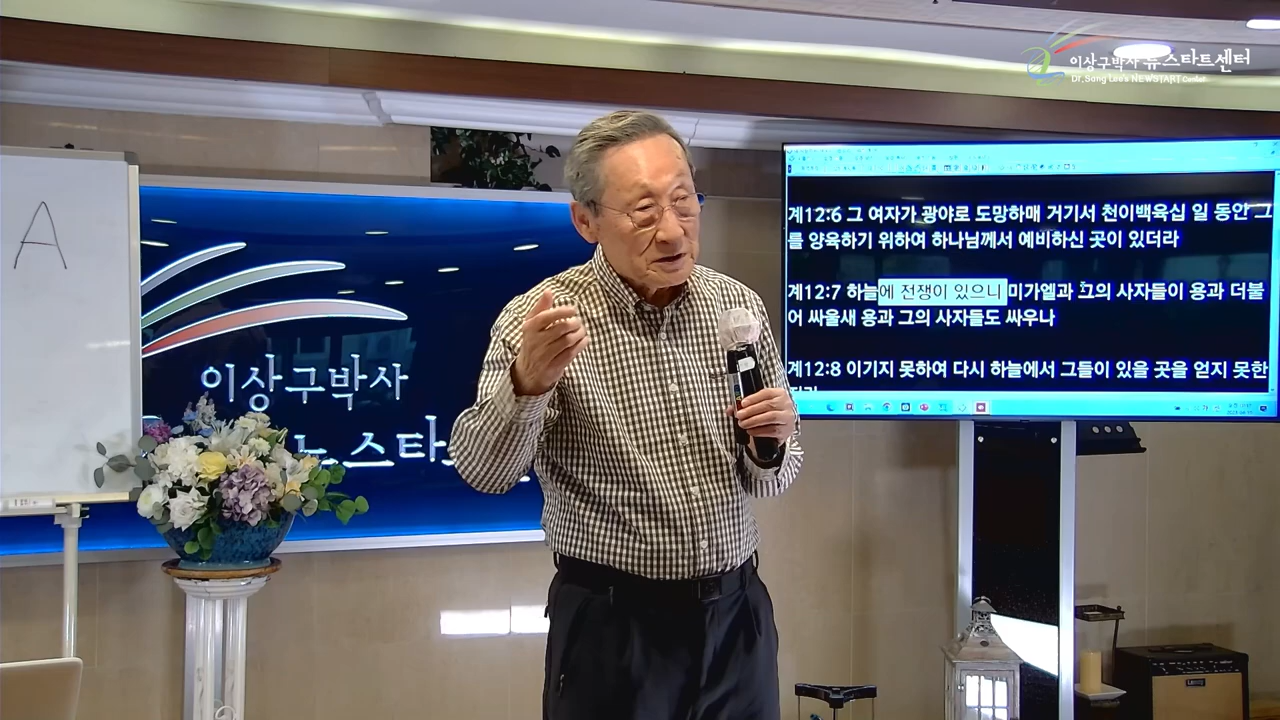 이상구박사 뉴스타트센터
Dr. Sang Lee's NEWSTART Center
A
이상구박사
뉴스타
계12:6 그 여자가 광야로 도망하매 거기서 천이백육십 일 동안 그
를 양육하기 위하여 하나님께서 예비하신 곳이 있더라
계12:7 하늘에 전쟁이 있으니 미가엘과 그의 사자들이 용과 더불
어 싸울새 용과 그의 사자들도 싸우나
계12:8 이기지 못하여 다시 하늘에서 그들이 있을 곳을 얻지 못한